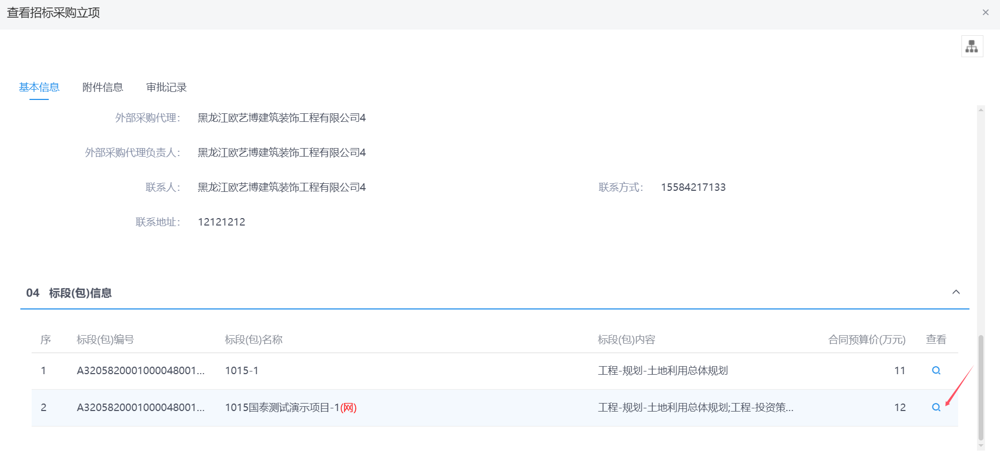 查看招标采购立项
基本信息 附件信息 审批记录
外部采购代理： 黑龙江欧艺博建筑装饰工程有限公司4
外部采购代理负责人： 黑龙江欧艺博建筑装饰工程有限公司4
联系人： 黑龙江欧艺博建筑装饰工程有限公司4 联系方式： 15584217133
联系地址： 12121212
04 标段(包)信息
序 标段(包)编号 标段(包)名称 标段(包)内容 合同预算价(万元) 查看
1 A3205820001000048001... 1015-1 工程-规划-土地利用总体规划 11
2 A3205820001000048001... 1015国泰测试演示项目-1(网) 工程-规划-土地利用总体规划;工程-投资策... 12